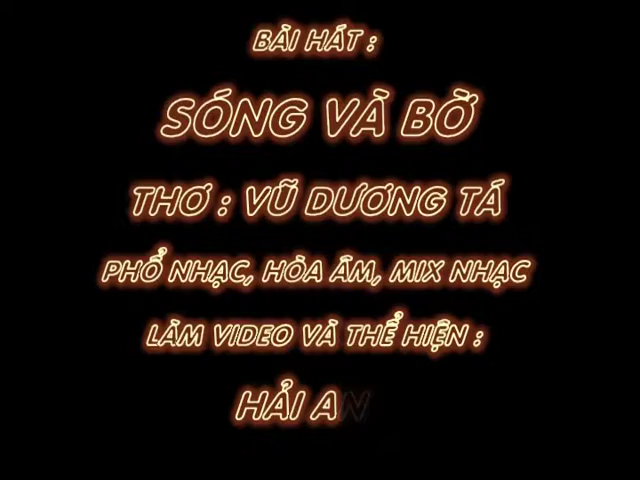 BÀI HÁT :
SÓNG VÀ BỜ
THƠ : VŨ DƯƠNG TÁ
PHỔ NHẠC, HÒA ÂM, MIX NHẠC
LÀM VIDEO VÀ THỂ HIỆN :
HẢI AN